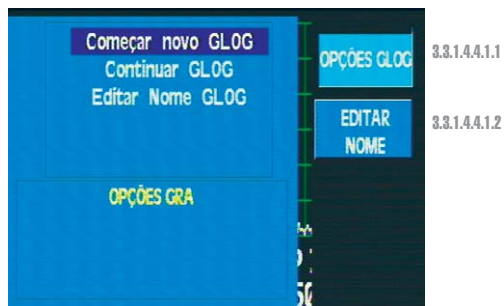 Começar novo GLOG
Continuar GLOG
Editar Nome GLOG
OPÇÕES GRA
OPÇÕES GLOG
EDITAR
NOME
50
3.3.1.4.4.1.1
3.3.1.4.4.1.2